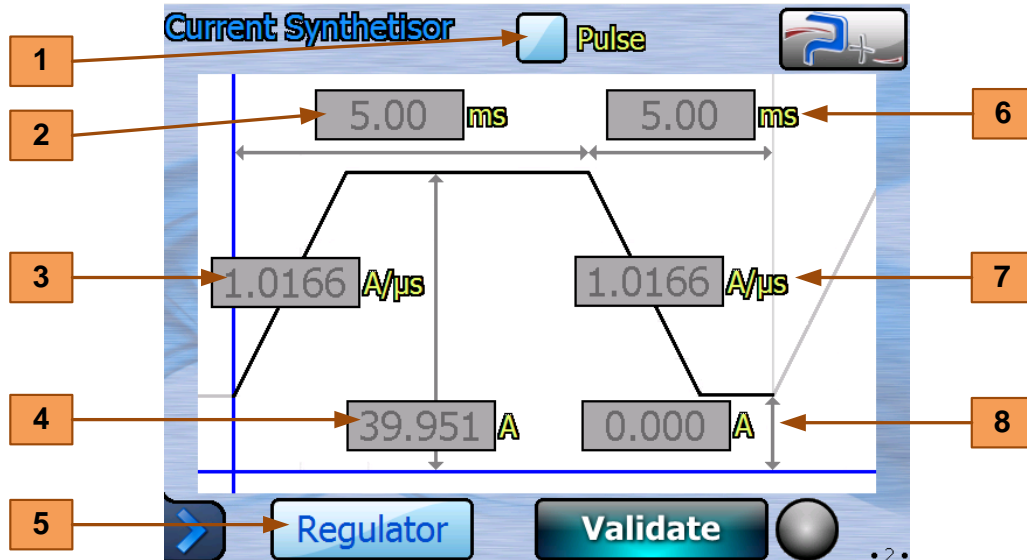 Current Synthetisor
Pulse
1
5.00 ms
5.00 ms
2
6
1.0166 A/µs
1.0166 A/µs
3
7
39.951 A
0.000 A
4
8
5
Regulator
Validate
• 2 •